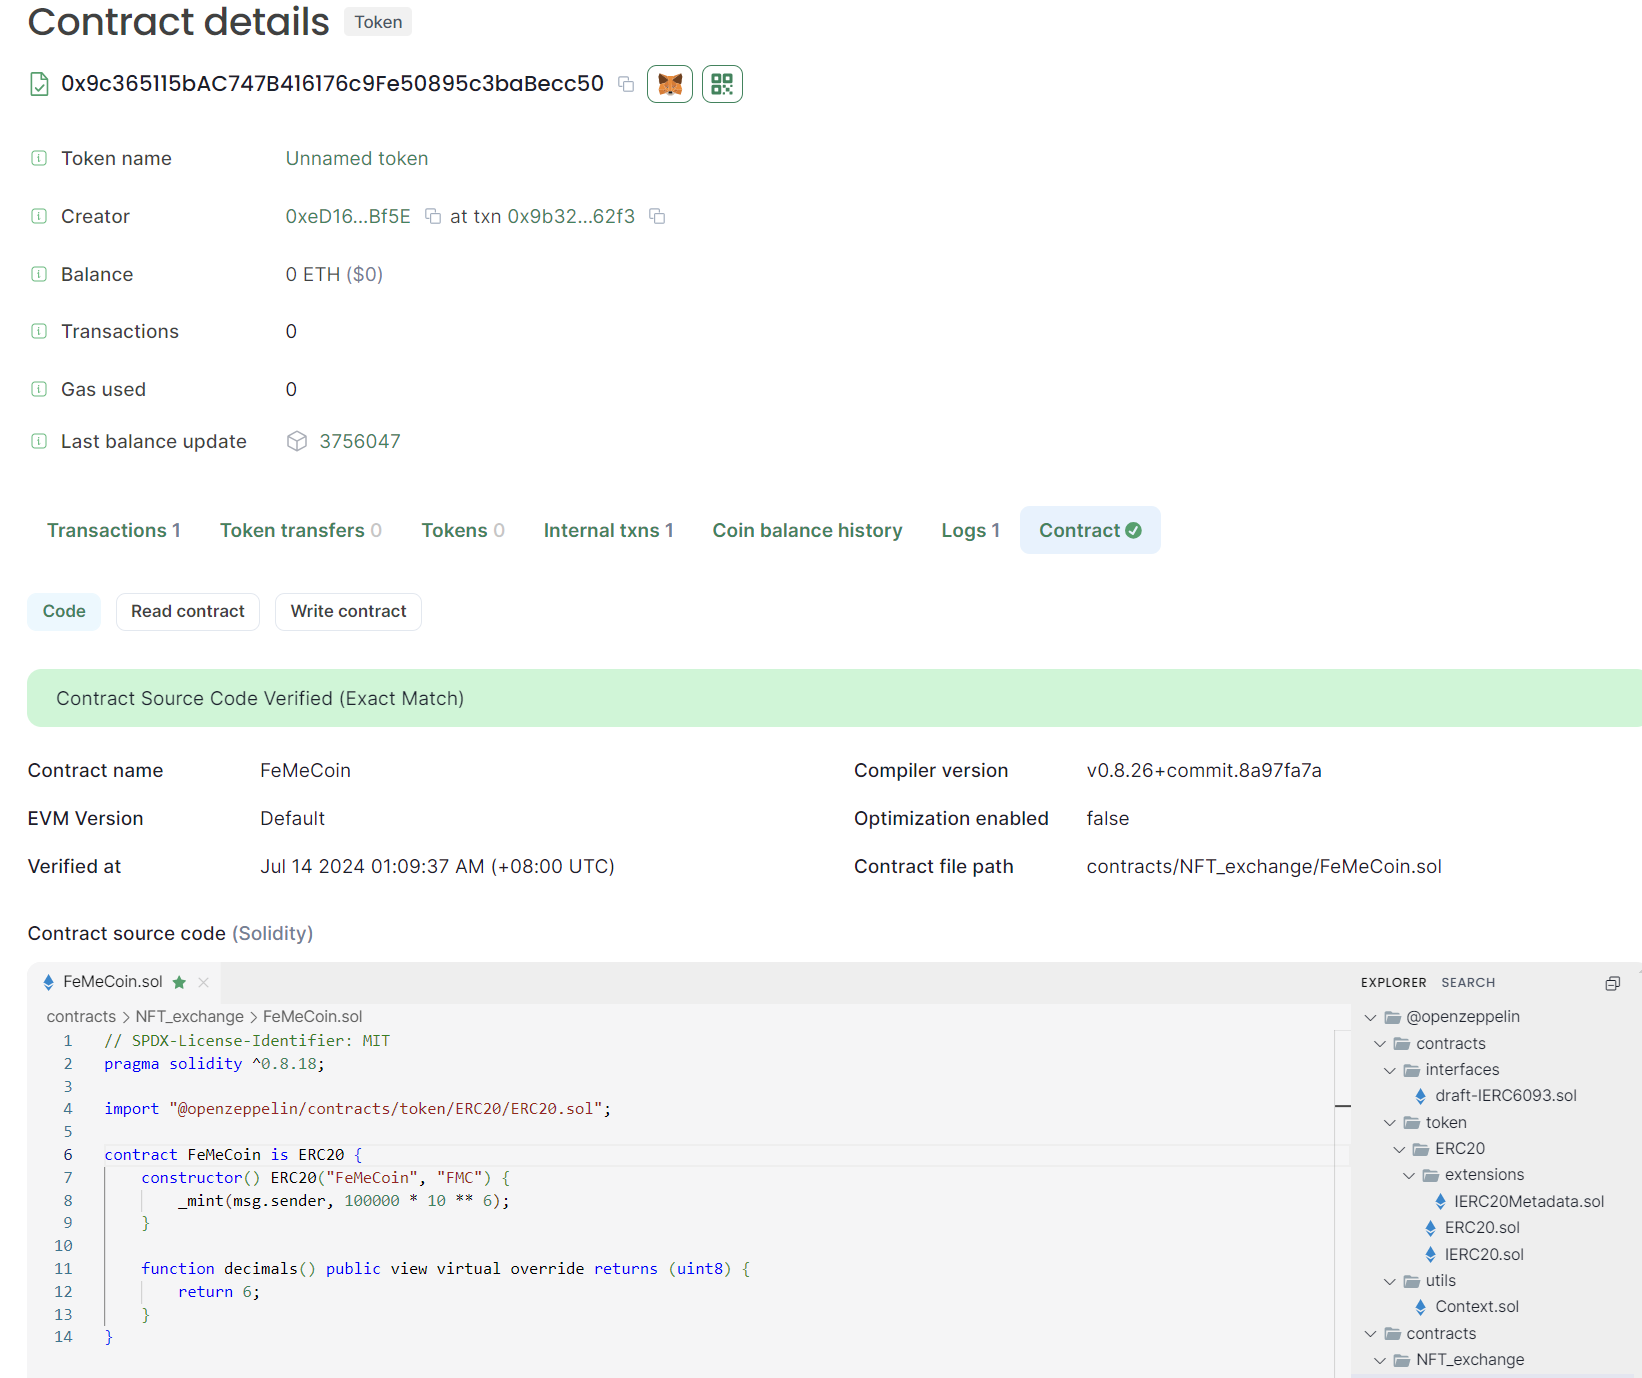 Contract details Token
0x9c365115bAC747B416176c9Fe50895c3baBecc50
Token name Unnamed token
Creator 0xeD16...Bf5E at txn 0x9b32...62f3
Balance 0 ETH ($0)
Transactions 0
Gas used 0
Last balance update 3756047
Transactions 1 Token transfers 0 Tokens 0 Internal txns 1 Coin balance history Logs 1 Contract
Code Read contract Write contract
Contract Source Code Verified (Exact Match)
Contract name FeMeCoin Compiler version v0.8.26+commit.8a97fa7a
EVM Version Default Optimization enabled false
Verified at Jul 14 2024 01:09:37 AM (+08:00 UTC) Contract file path contracts/NFT_exchange/FeMeCoin.sol
Contract source code (Solidity)
FeMeCoin.sol
contracts > NFT_exchange > FeMeCoin.sol
1 // SPDX-License-Identifier: MIT
2 pragma solidity ^0.8.18;
3
4 import "@openzeppelin/contracts/token/ERC20/ERC20.sol";
5
6 contract FeMeCoin is ERC20 {
7     constructor() ERC20("FeMeCoin", "FMC") {
8         _mint(msg.sender, 100000 * 10 ** 6);
9     }
10
11     function decimals() public view virtual override returns (uint8) {
12         return 6;
13     }
14 }
EXPLORER SEARCH
@openzeppelin
contracts
interfaces
draft-IERC6093.sol
token
ERC20
extensions
IERC20Metadata.sol
ERC20.sol
IERC20.sol
utils
Context.sol
contracts
NFT_exchange